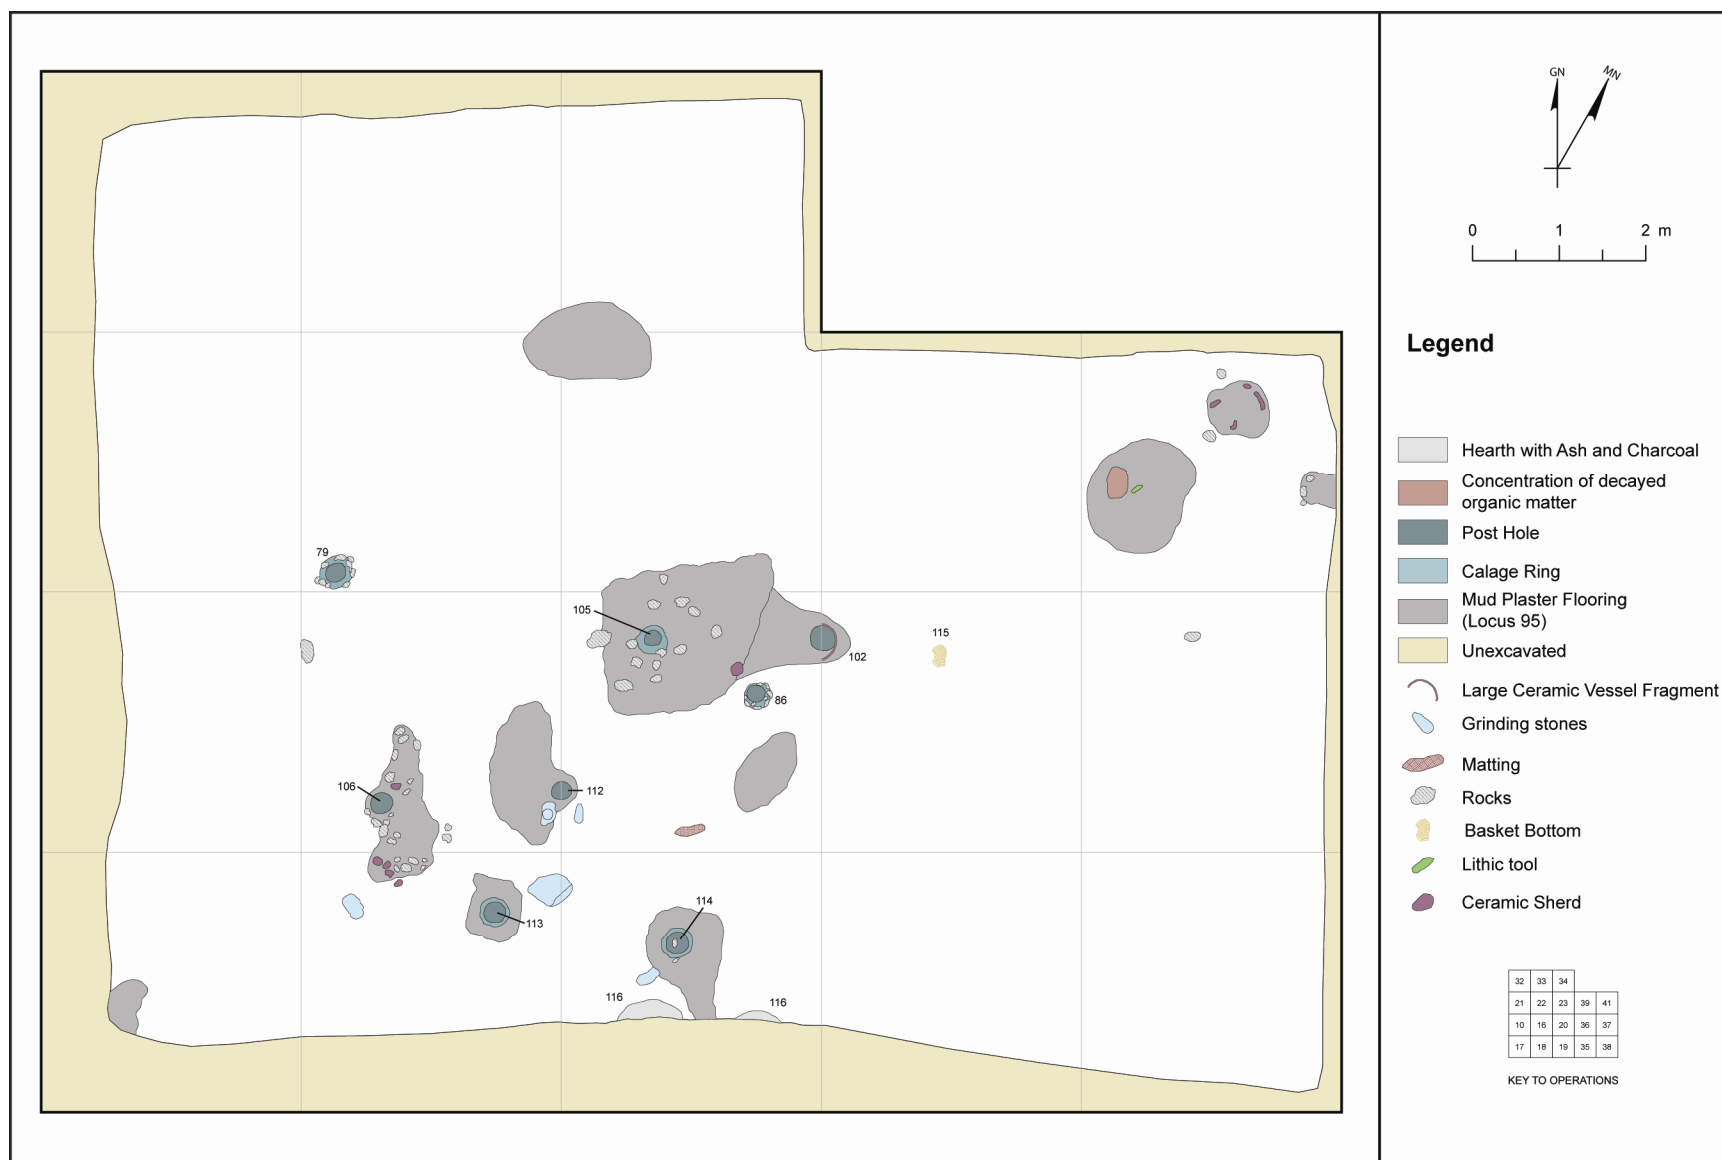 GN MN
0 1 2 m
Legend
Hearth with Ash and Charcoal
Concentration of decayed
organic matter
Post Hole
Calage Ring
Mud Plaster Flooring
(Locus 95)
Unexcavated
Large Ceramic Vessel Fragment
Grinding stones
Matting
Rocks
Basket Bottom
Lithic tool
Ceramic Sherd
32 33 34
21 22 23 39 41
10 16 20 36 37
17 18 19 35 38
KEY TO OPERATIONS
79
105
115
102
86
106
112
114
113
116
116